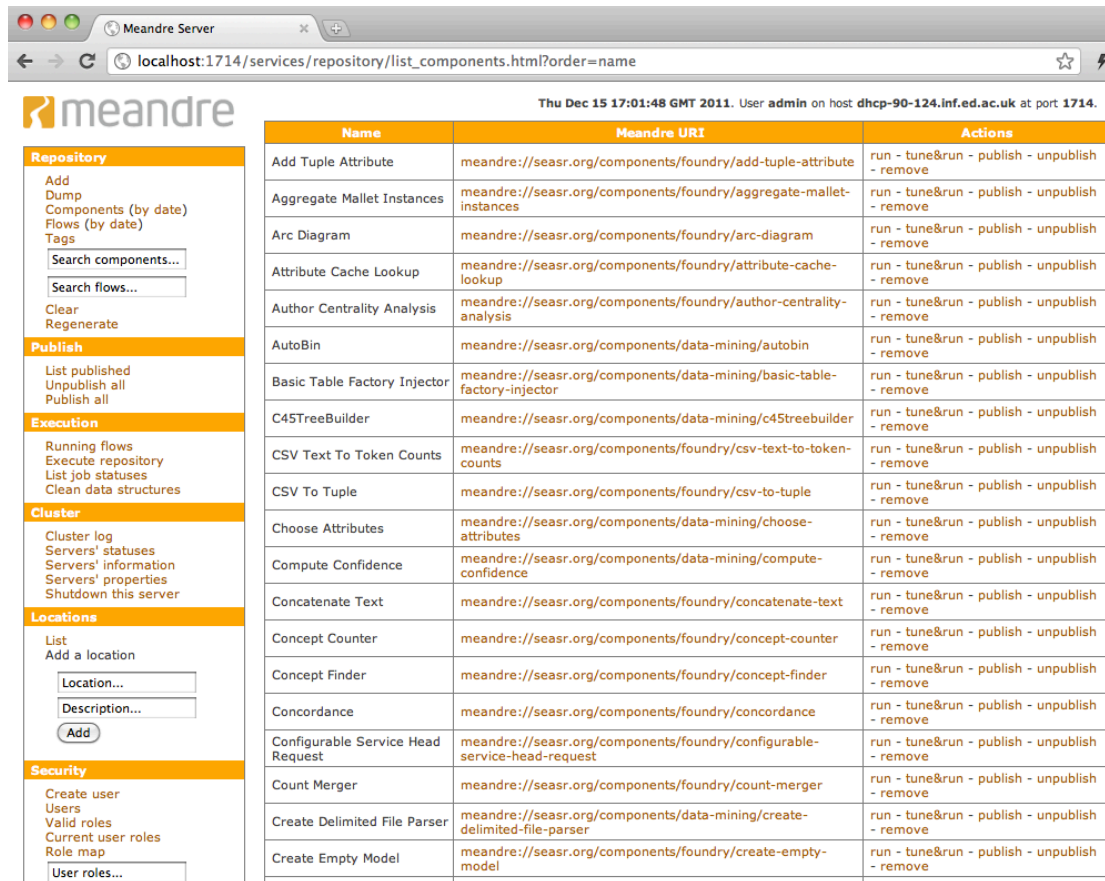 Meandre Server
localhost:1714/services/repository/list_components.html?order=name
meandre
Thu Dec 15 17:01:48 GMT 2011. User admin on host dhcp-90-124.inf.ed.ac.uk at port 1714.
Repository
Add
Dump
Components (by date)
Flows (by date)
Tags
Search components...
Search flows...
Clear
Regenerate
Publish
List published
Unpublish all
Publish all
Execution
Running flows
Execute repository
List job statuses
Clean data structures
Cluster
Cluster log
Servers' statuses
Servers' information
Servers' properties
Shutdown this server
Locations
List
Add a location
Location...
Description...
Add
Security
Create user
Users
Valid roles
Current user roles
Role map
User roles...
Name Meandre URI Actions
Add Tuple Attribute meandre://seasr.org/components/foundry/add-tuple-attribute run - tune&run - publish - unpublish
- remove
Aggregate Mallet Instances meandre://seasr.org/components/foundry/aggregate-mallet- run - tune&run - publish - unpublish
instances - remove
Arc Diagram meandre://seasr.org/components/foundry/arc-diagram run - tune&run - publish - unpublish
- remove
Attribute Cache Lookup meandre://seasr.org/components/foundry/attribute-cache- run - tune&run - publish - unpublish
lookup - remove
Author Centrality Analysis meandre://seasr.org/components/foundry/author-centrality- run - tune&run - publish - unpublish
analysis - remove
AutoBin meandre://seasr.org/components/data-mining/autobin run - tune&run - publish - unpublish
- remove
Basic Table Factory Injector meandre://seasr.org/components/data-mining/basic-table- run - tune&run - publish - unpublish
factory-injector - remove
C45TreeBuilder meandre://seasr.org/components/data-mining/c45treebuilder run - tune&run - publish - unpublish
- remove
CSV Text To Token Counts meandre://seasr.org/components/foundry/csv-text-to-token- run - tune&run - publish - unpublish
counts - remove
CSV To Tuple meandre://seasr.org/components/foundry/csv-to-tuple run - tune&run - publish - unpublish
- remove
Choose Attributes meandre://seasr.org/components/data-mining/choose- run - tune&run - publish - unpublish
attributes - remove
Compute Confidence meandre://seasr.org/components/data-mining/compute- run - tune&run - publish - unpublish
confidence - remove
Concatenate Text meandre://seasr.org/components/foundry/concatenate-text run - tune&run - publish - unpublish
- remove
Concept Counter meandre://seasr.org/components/foundry/concept-counter run - tune&run - publish - unpublish
- remove
Concept Finder meandre://seasr.org/components/foundry/concept-finder run - tune&run - publish - unpublish
- remove
Concordance meandre://seasr.org/components/foundry/concordance run - tune&run - publish - unpublish
- remove
Configurable Service Head meandre://seasr.org/components/foundry/configurable- run - tune&run - publish - unpublish
Request service-head-request - remove
Count Merger meandre://seasr.org/components/foundry/count-merger run - tune&run - publish - unpublish
- remove
Create Delimited File Parser meandre://seasr.org/components/data-mining/create- run - tune&run - publish - unpublish
delimited-file-parser - remove
Create Empty Model meandre://seasr.org/components/foundry/create-empty- run - tune&run - publish - unpublish
model - remove